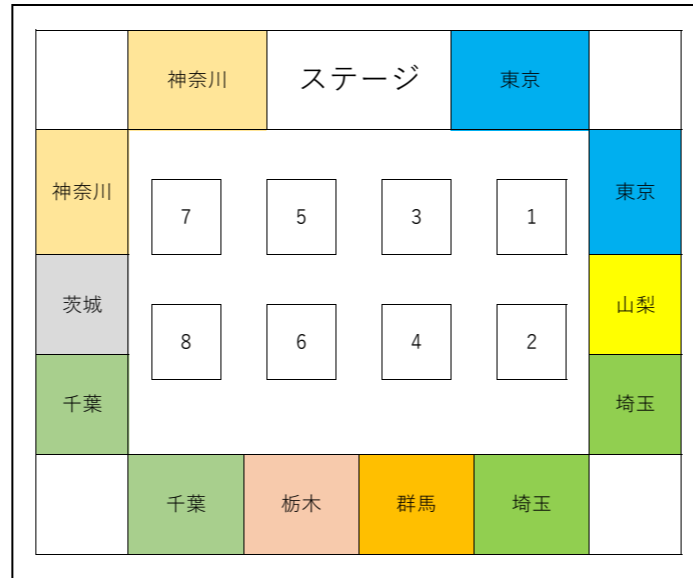 神奈川 ステージ 東京
神奈川 7 5 3 1 東京
茨城 8 6 4 2 山梨
千葉 埼玉
千葉 栃木 群馬 埼玉